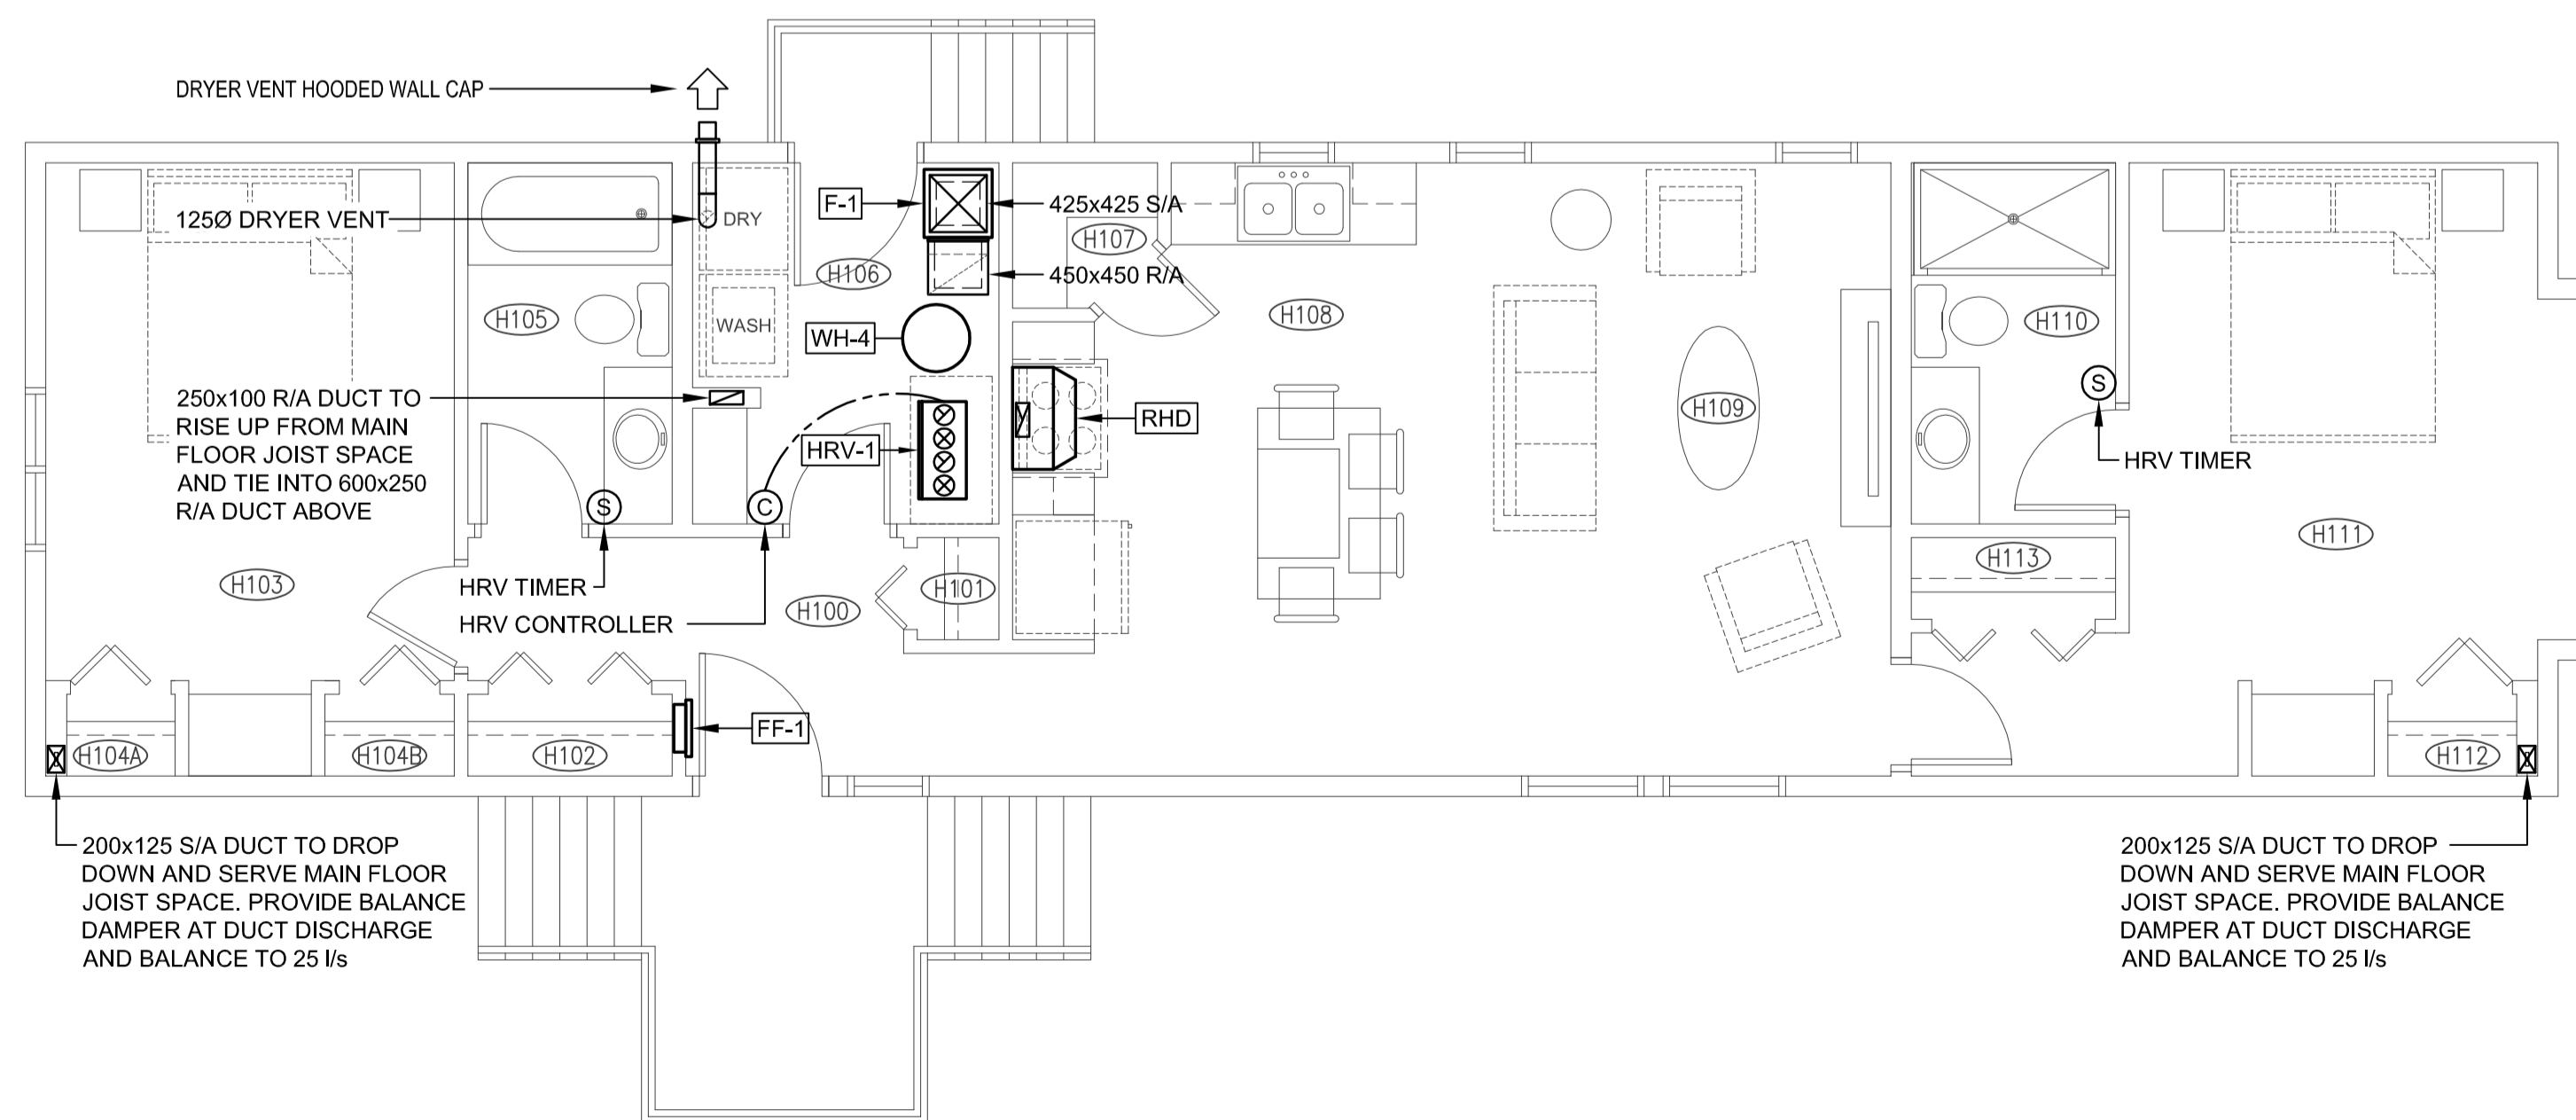 DRYER VENT HOODED WALL CAP
125Ø DRYER VENT
DRY
F-1
425x425 S/A
H107
H106
450x450 R/A
H105
WASH
WH-4
H108
H110
250x100 R/A DUCT TO
RISE UP FROM MAIN
FLOOR JOIST SPACE
AND TIE INTO 600x250
R/A DUCT ABOVE
HRV-1
RHD
H109
S
HRV TIMER
S
C
H103
HRV TIMER
HRV CONTROLLER
H100
H101
H113
H111
FF-1
H104A
H104B
H102
H112
200x125 S/A DUCT TO DROP
DOWN AND SERVE MAIN FLOOR
JOIST SPACE. PROVIDE BALANCE
DAMPER AT DUCT DISCHARGE
AND BALANCE TO 25 l/s
200x125 S/A DUCT TO DROP
DOWN AND SERVE MAIN FLOOR
JOIST SPACE. PROVIDE BALANCE
DAMPER AT DUCT DISCHARGE
AND BALANCE TO 25 l/s